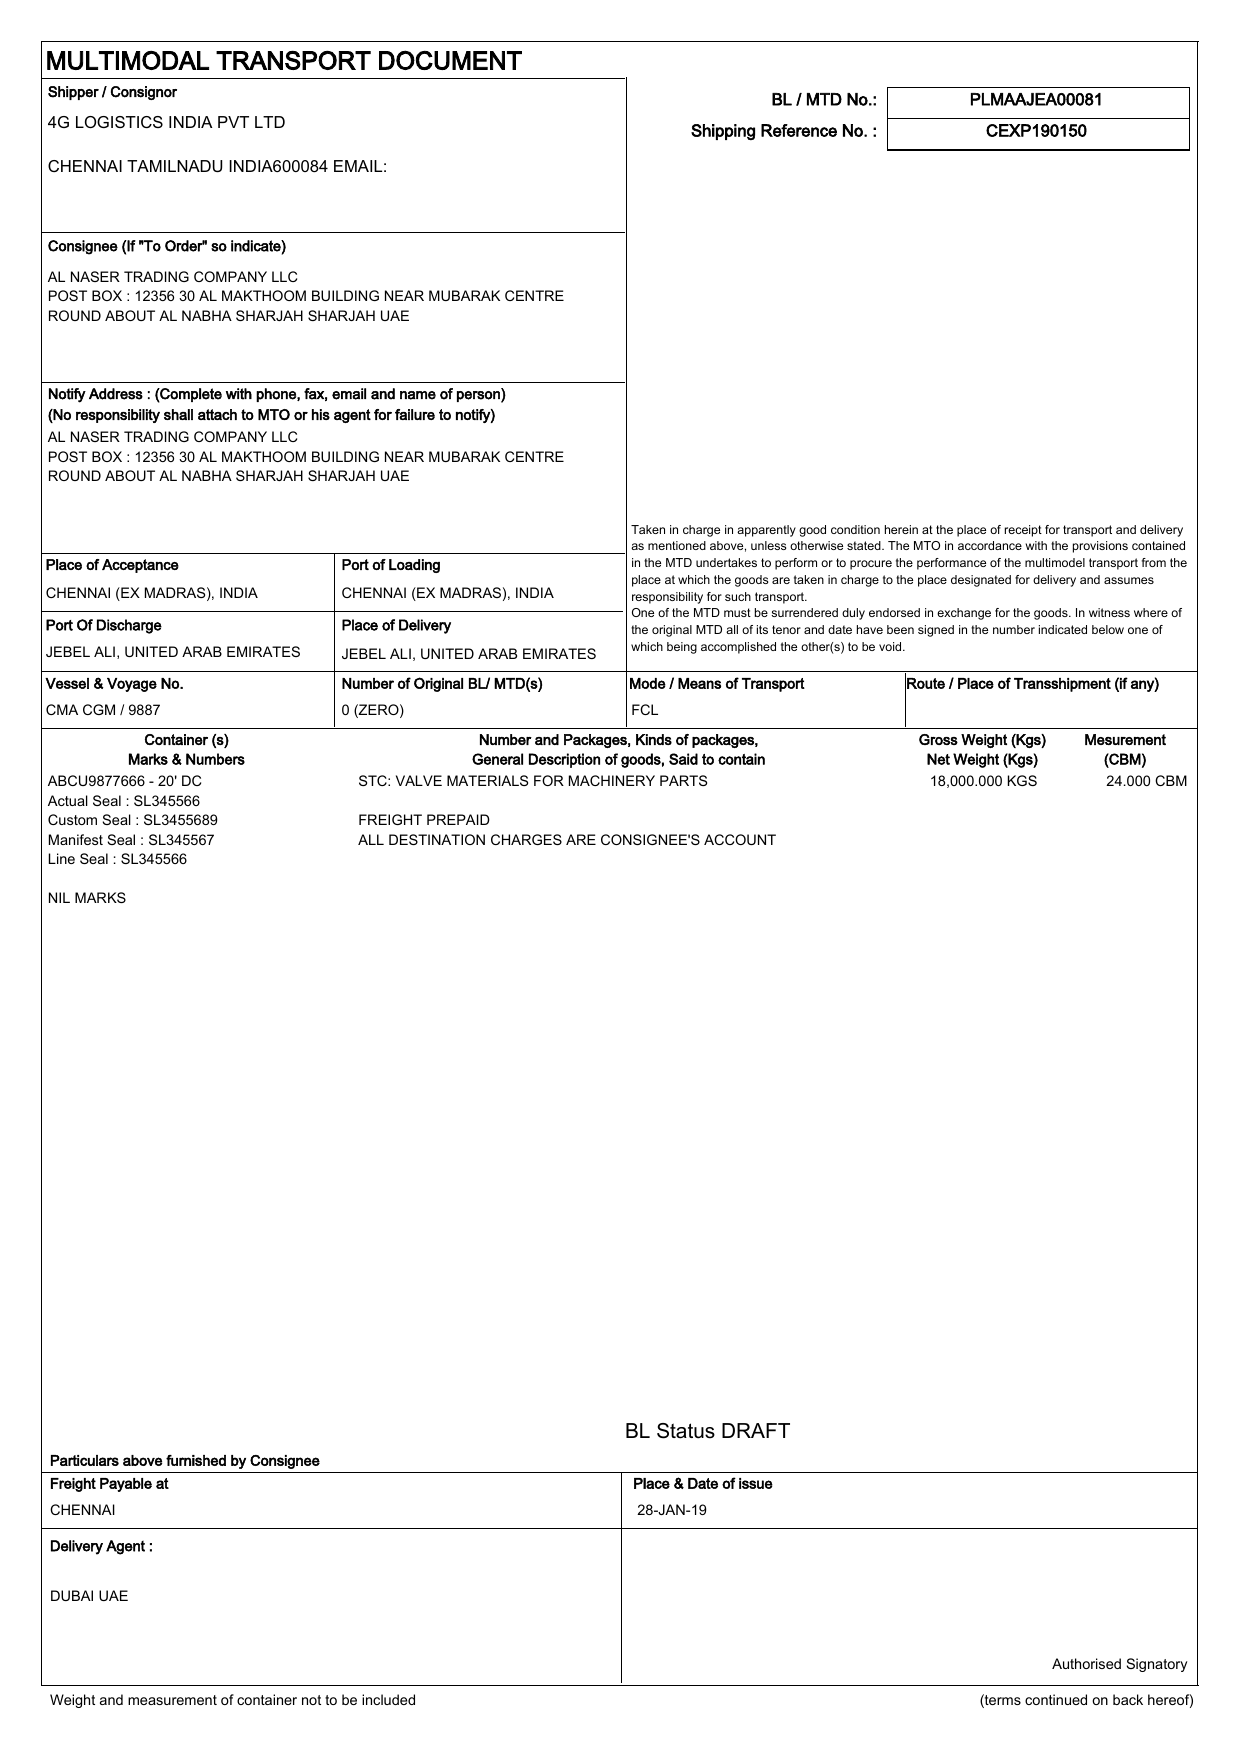 MULTIMODAL TRANSPORT DOCUMENT
Shipper / Consignor
4G LOGISTICS INDIA PVT LTD
CHENNAI TAMILNADU INDIA600084 EMAIL:
BL / MTD No.: PLMAAJEA00081
Shipping Reference No. : CEXP190150
Consignee (If "To Order" so indicate)
AL NASER TRADING COMPANY LLC
POST BOX : 12356 30 AL MAKTHOOM BUILDING NEAR MUBARAK CENTRE
ROUND ABOUT AL NABHA SHARJAH SHARJAH UAE
Notify Address : (Complete with phone, fax, email and name of person)
(No responsibility shall attach to MTO or his agent for failure to notify)
AL NASER TRADING COMPANY LLC
POST BOX : 12356 30 AL MAKTHOOM BUILDING NEAR MUBARAK CENTRE
ROUND ABOUT AL NABHA SHARJAH SHARJAH UAE
Taken in charge in apparently good condition herein at the place of receipt for transport and delivery
as mentioned above, unless otherwise stated. The MTO in accordance with the provisions contained
in the MTD undertakes to perform or to procure the performance of the multimodel transport from the
place at which the goods are taken in charge to the place designated for delivery and assumes
responsibility for such transport.
One of the MTD must be surrendered duly endorsed in exchange for the goods. In witness where of
the original MTD all of its tenor and date have been signed in the number indicated below one of
which being accomplished the other(s) to be void.
Place of Acceptance
CHENNAI (EX MADRAS), INDIA
Port of Loading
CHENNAI (EX MADRAS), INDIA
Port Of Discharge
JEBEL ALI, UNITED ARAB EMIRATES
Place of Delivery
JEBEL ALI, UNITED ARAB EMIRATES
Vessel & Voyage No.
CMA CGM / 9887
Number of Original BL/ MTD(s)
0 (ZERO)
Mode / Means of Transport
FCL
Route / Place of Transshipment (if any)
Container (s)
Marks & Numbers
Number and Packages, Kinds of packages,
General Description of goods, Said to contain
Gross Weight (Kgs)
Net Weight (Kgs)
Mesurement
(CBM)
ABCU9877666 - 20' DC
Actual Seal : SL345566
Custom Seal : SL3455689
Manifest Seal : SL345567
Line Seal : SL345566
NIL MARKS
STC: VALVE MATERIALS FOR MACHINERY PARTS
FREIGHT PREPAID
ALL DESTINATION CHARGES ARE CONSIGNEE'S ACCOUNT
18,000.000 KGS
24.000 CBM
BL Status DRAFT
Particulars above furnished by Consignee
Freight Payable at
CHENNAI
Place & Date of issue
28-JAN-19
Delivery Agent :
DUBAI UAE
Authorised Signatory
Weight and measurement of container not to be included
(terms continued on back hereof)